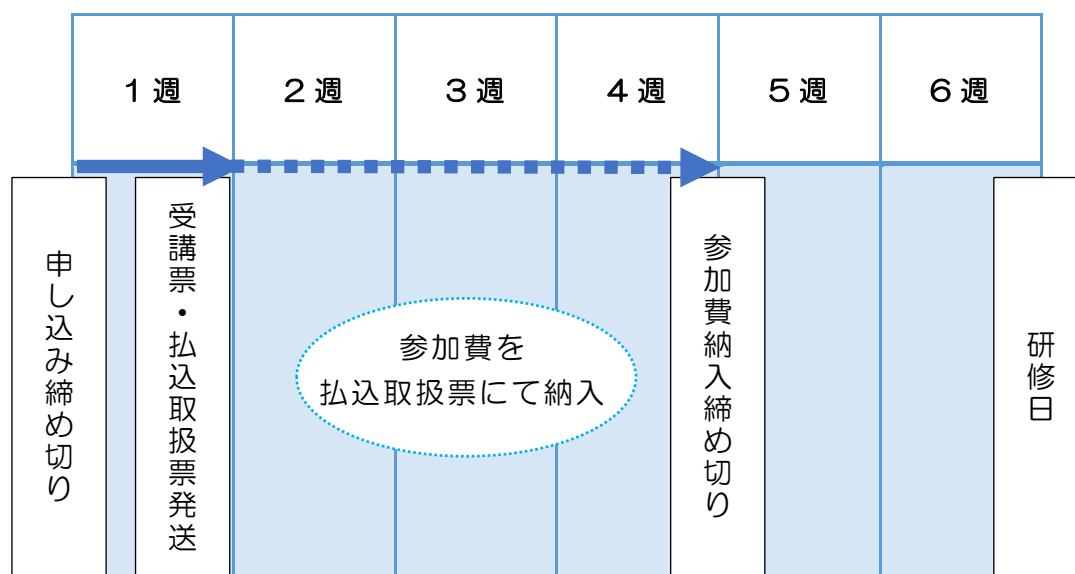 1週
2週
3週
4週
5週
6週
申し込み締め切り
受講票・払込取扱票発送
参加費を
払込取扱票にて納入
参加費納入締め切り
研修日